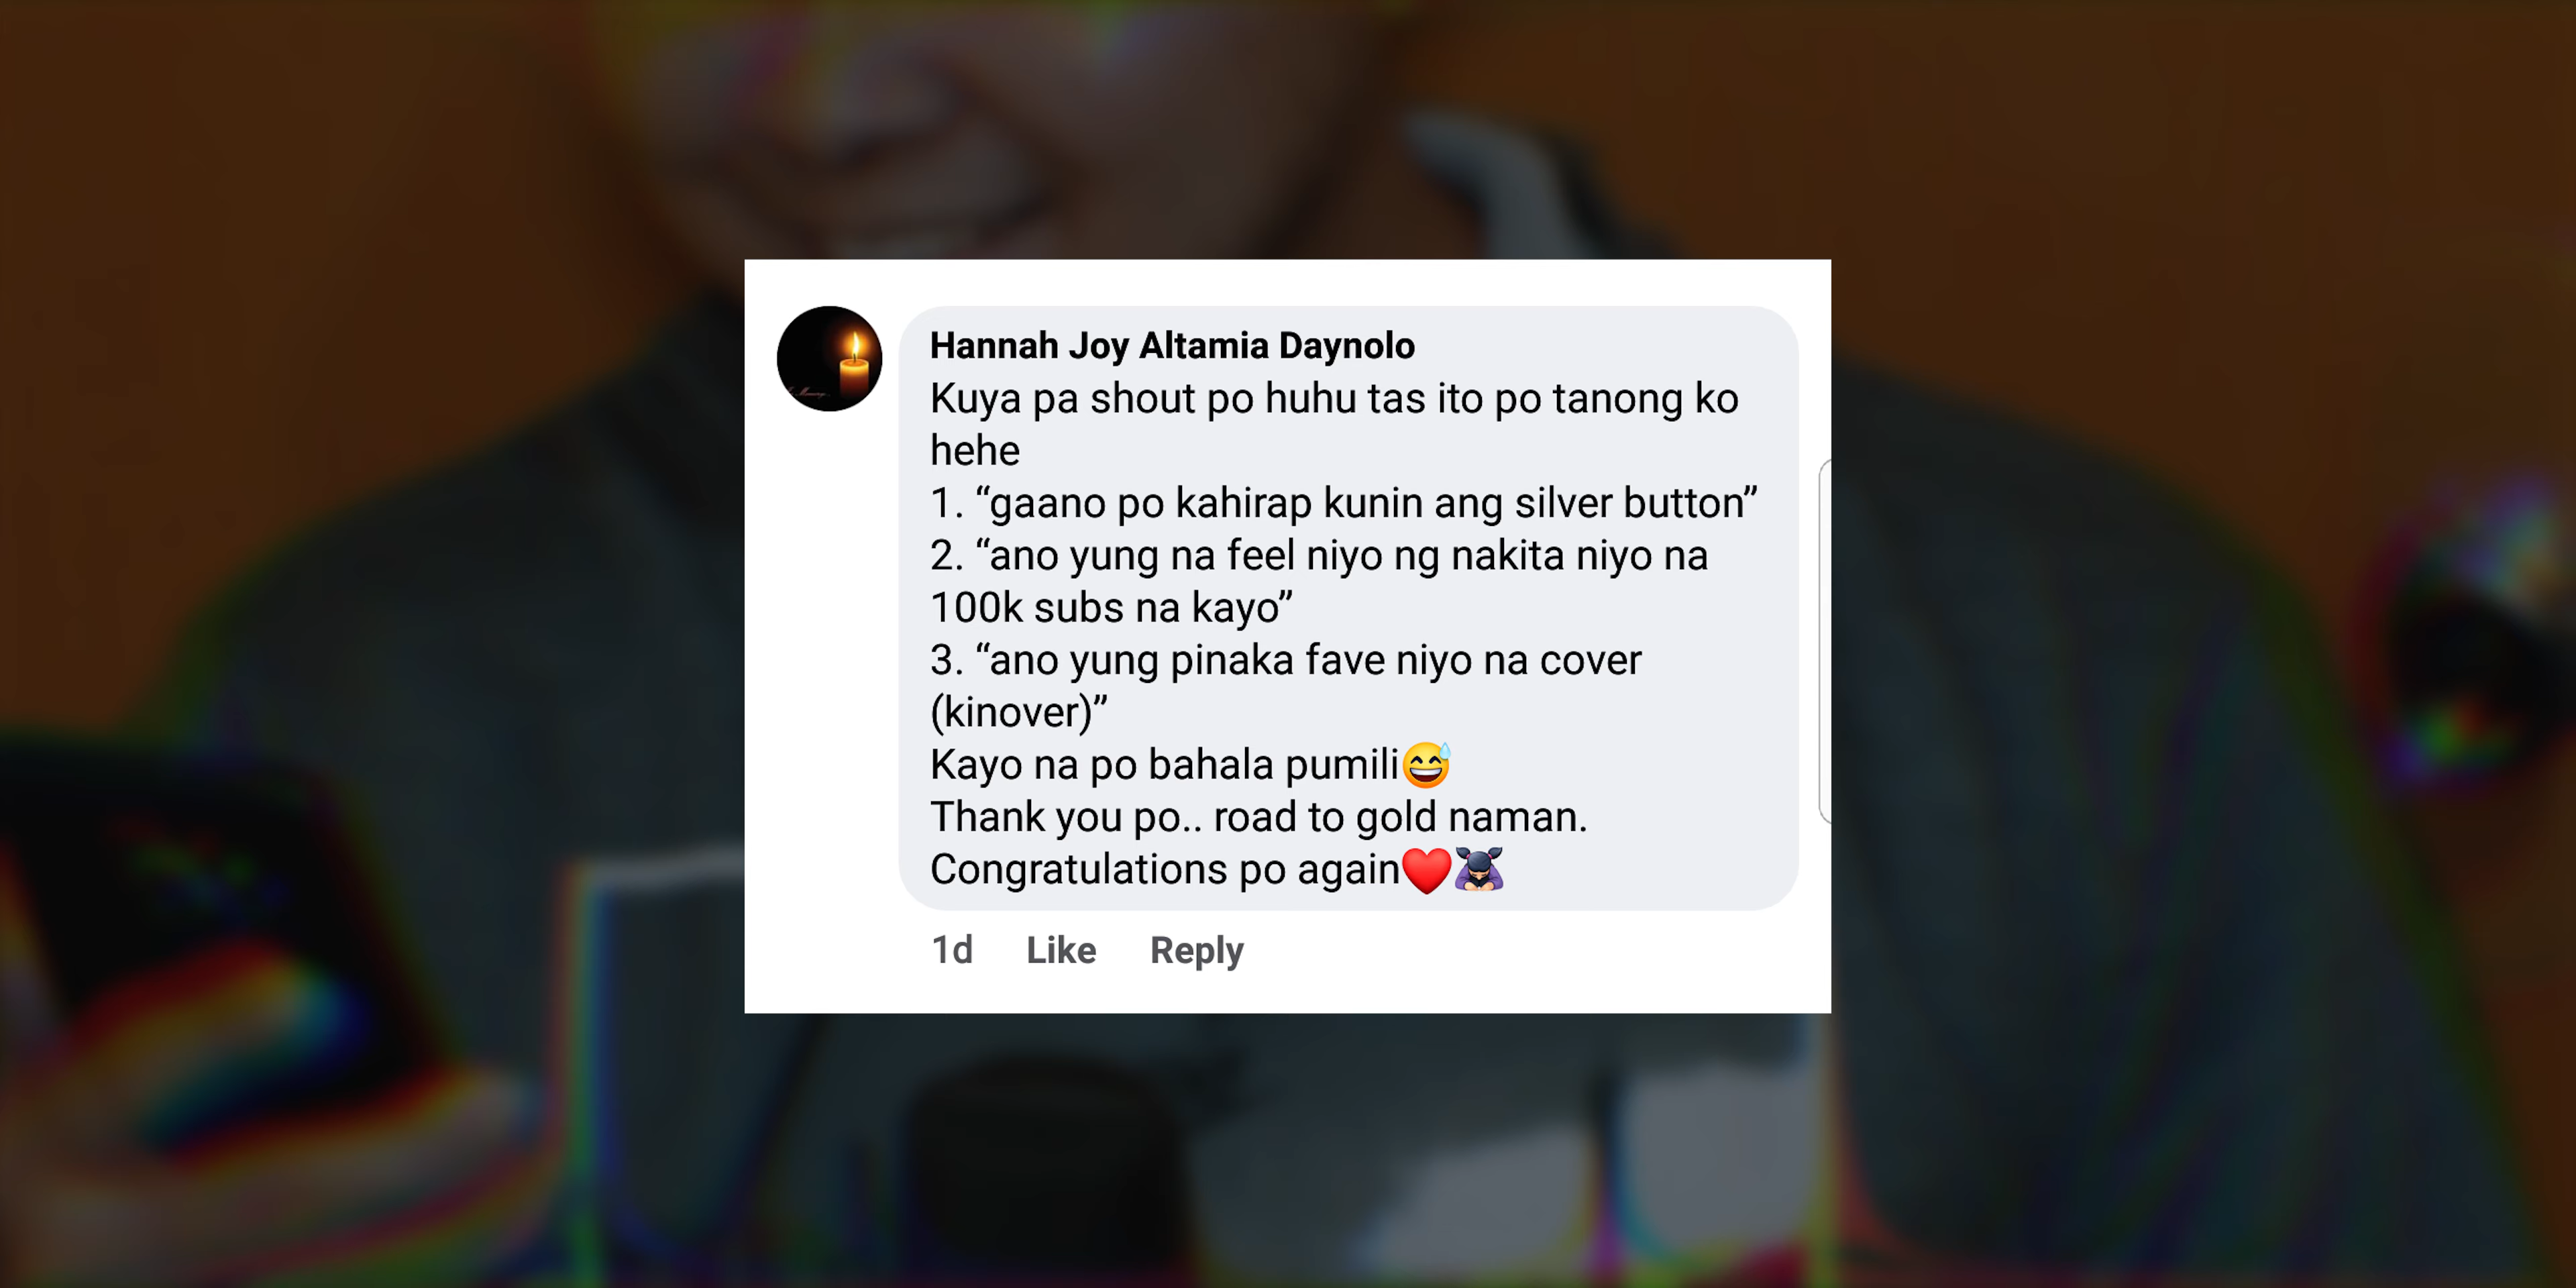 Hannah Joy Altamia Daynolo
Kuya pa shout po huhu tas ito po tanong ko
hehe
1. “gaano po kahirap kunin ang silver button”
2. “ano yung na feel niyo ng nakita niyo na
100k subs na kayo”
3. “ano yung pinaka fave niyo na cover
(kinover)”
Kayo na po bahala pumili😅
Thank you po.. road to gold naman.
Congratulations po again❤️🙇‍♀️
1d Like Reply